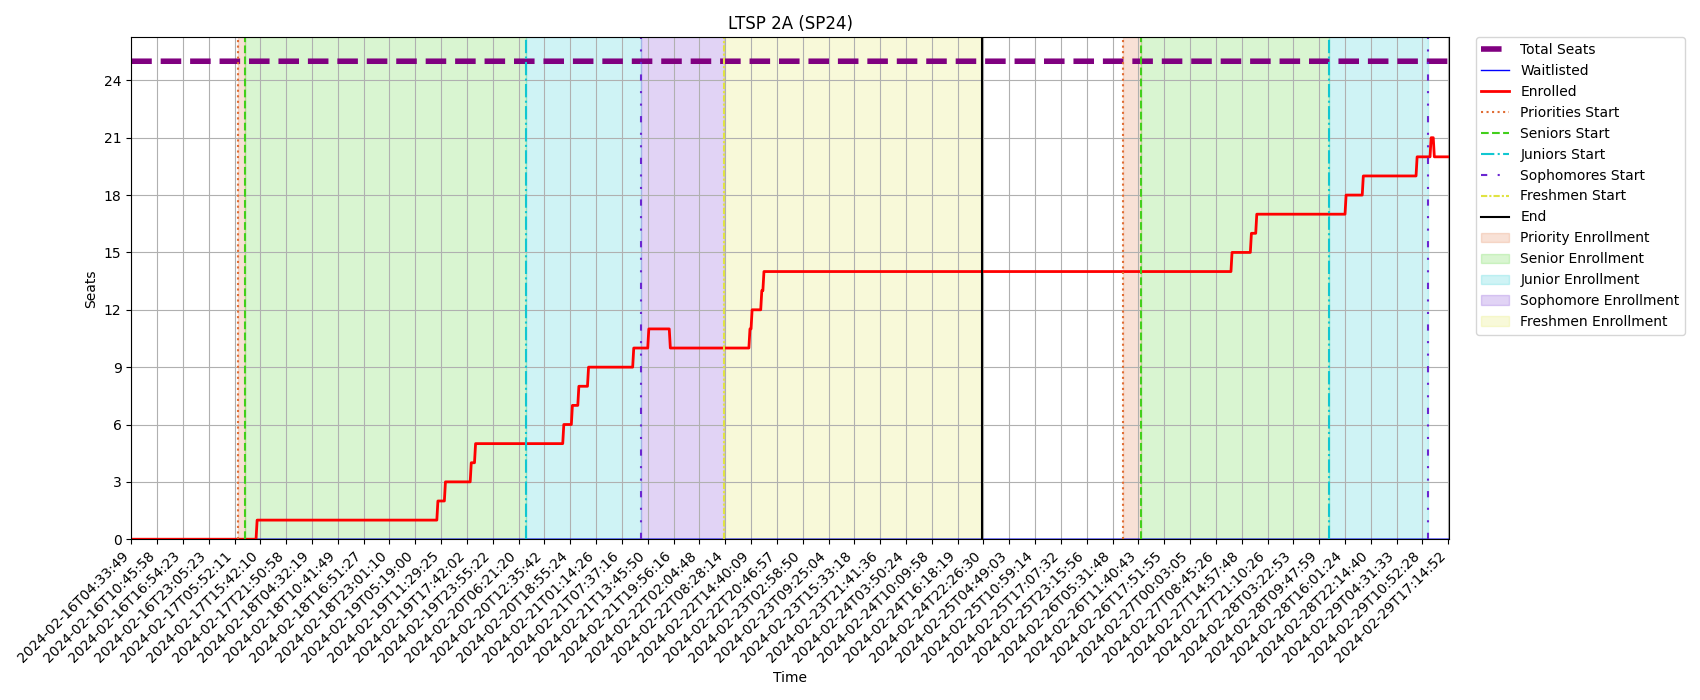 LTSP 2A (SP24)
Total Seats
Waitlisted
Enrolled
Priorities Start
Seniors Start
Juniors Start
Sophomores Start
Freshmen Start
End
Priority Enrollment
Senior Enrollment
Junior Enrollment
Sophomore Enrollment
Freshmen Enrollment
Seats
24
21
18
15
12
9
6
3
0
2024-02-16T04:33:49
2024-02-16T10:45:58
2024-02-16T16:54:23
2024-02-16T23:05:23
2024-02-17T05:52:11
2024-02-17T15:42:10
2024-02-17T21:50:58
2024-02-18T04:32:19
2024-02-18T10:41:49
2024-02-18T16:51:27
2024-02-18T23:01:16
2024-02-19T05:19:00
2024-02-19T11:29:25
2024-02-19T17:42:02
2024-02-19T23:55:22
2024-02-20T06:21:20
2024-02-20T12:35:42
2024-02-20T18:55:24
2024-02-21T01:14:26
2024-02-21T07:37:16
2024-02-21T13:45:50
2024-02-21T19:56:16
2024-02-22T02:04:48
2024-02-22T08:28:14
2024-02-22T14:40:09
2024-02-22T20:46:57
2024-02-23T02:58:50
2024-02-23T09:25:04
2024-02-23T15:33:18
2024-02-23T21:41:36
2024-02-24T03:50:24
2024-02-24T10:09:58
2024-02-24T16:18:19
2024-02-24T22:26:30
2024-02-25T04:49:03
2024-02-25T10:59:14
2024-02-25T17:07:32
2024-02-25T23:15:56
2024-02-26T05:31:48
2024-02-26T11:40:43
2024-02-26T17:51:55
2024-02-27T00:03:05
2024-02-27T08:45:26
2024-02-27T14:57:48
2024-02-27T21:10:26
2024-02-28T03:22:53
2024-02-28T09:47:59
2024-02-28T16:01:24
2024-02-28T22:14:40
2024-02-29T04:31:33
2024-02-29T10:52:28
2024-02-29T17:14:52
Time